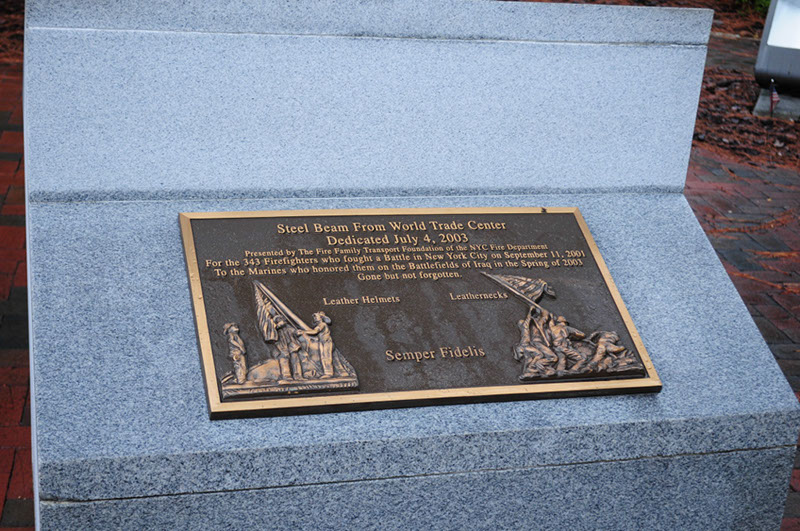 Steel Beam From World Trade Center
Dedicated July 4, 2003
Presented by The Fire Family Transport Foundation of the NYC Fire Department
For the 343 Firefighters who fought a Battle in New York City on September 11, 2001
To the Marines who honored them on the Battlefields of Iraq in the Spring of 2003
Gone but not forgotten.
Leather Helmets Leathernecks
Semper Fidelis